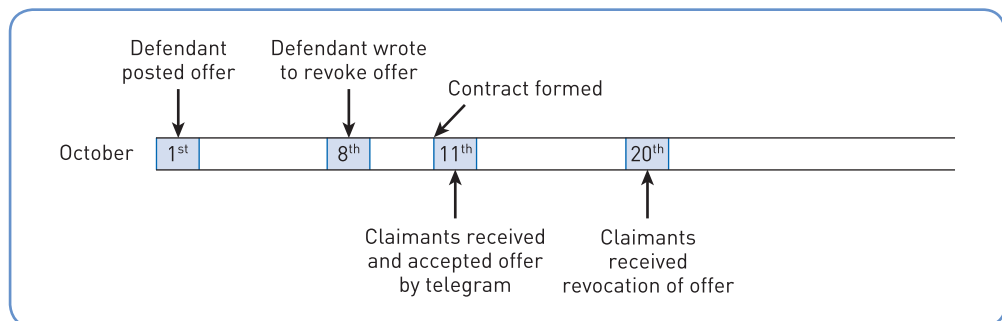 Defendant
posted offer
Defendant wrote
to revoke offer
Contract formed
October
1st
8th
11th
20th
Claimants received
and accepted offer
by telegram
Claimants
received
revocation of offer